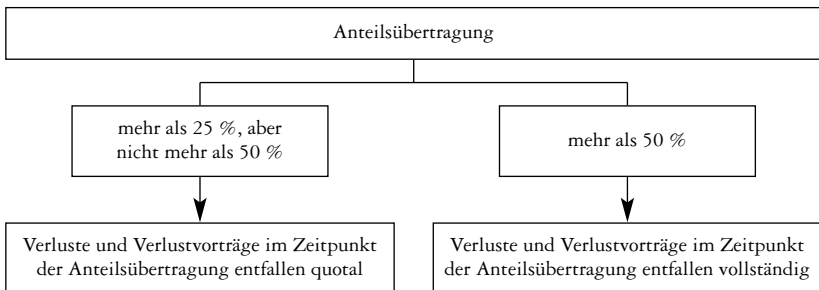 Anteilsübertragung
mehr als 25 %, aber
nicht mehr als 50 %
mehr als 50 %
Verluste und Verlustvorträge im Zeitpunkt
der Anteilsübertragung entfallen quotal
Verluste und Verlustvorträge im Zeitpunkt
der Anteilsübertragung entfallen vollständig